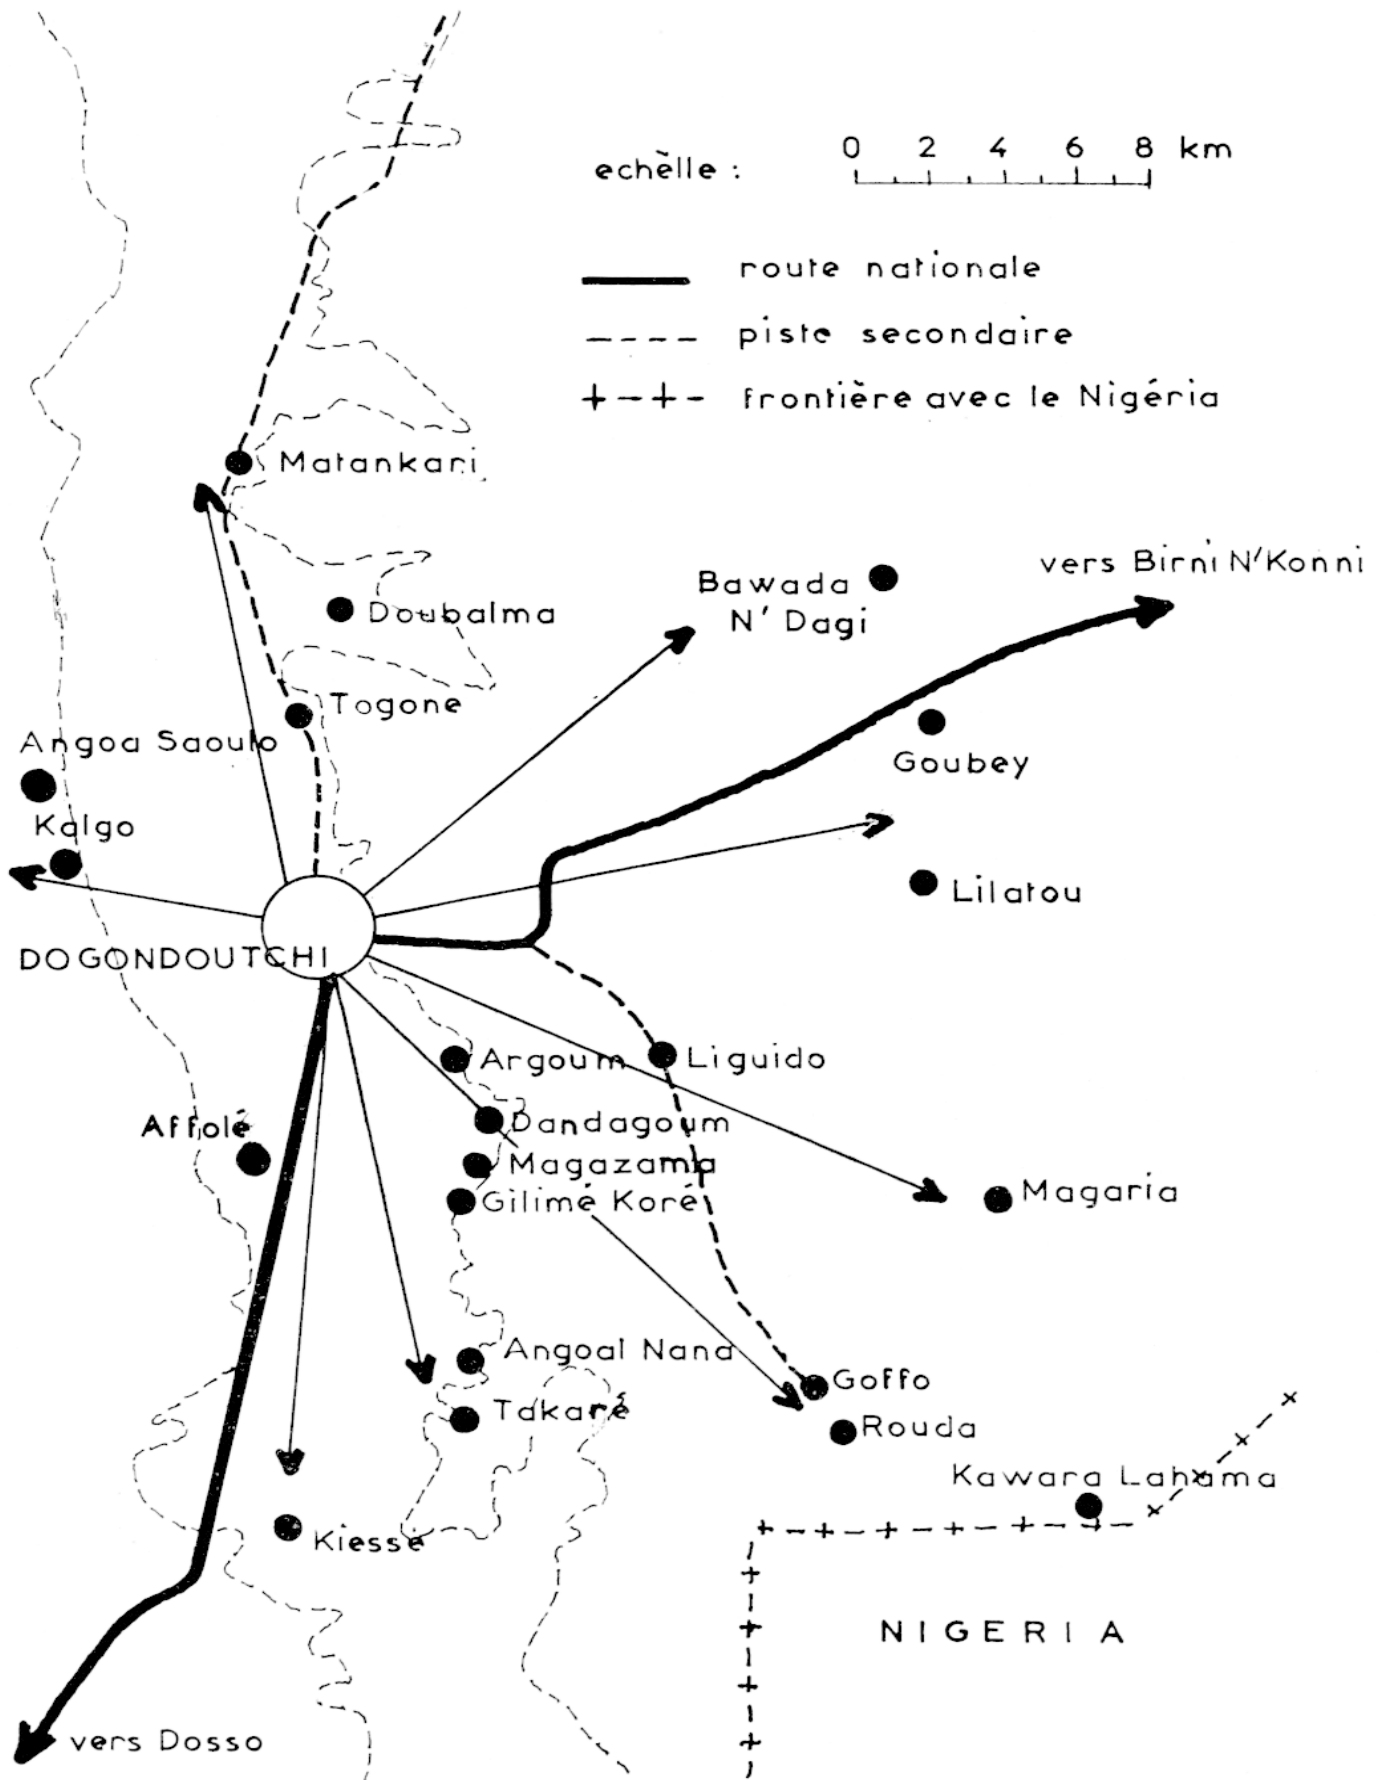 0 2 4 6 8 km
echèlle :
route nationale
piste secondaire
frontière avec le Nigéria
Matankari
vers Birni N'Konni
Bawada
N' Dagi
Doubalma
Togone
Angoa Saoulo
Goubey
Kalgo
Lilatou
DOGONDOUTCHI
Argoum
Liguido
Affolé
Dandagoum
Magazama
Magaria
Gilimé Koré
Angoal Nana
Goffo
Takaré
Rouda
Kawara Lahama
Kiessé
NIGERIA
vers Dosso